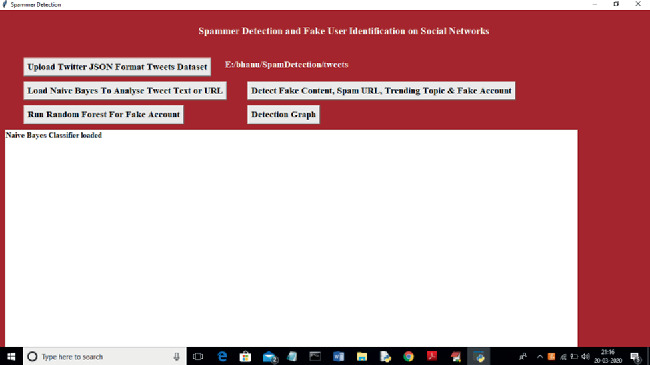 Spammer Detection
Spammer Detection and Fake User Identification on Social Networks
Upload Twitter JSON Format Tweets Dataset
E:/bhanu/SpamDetection/tweets
Load Naive Bayes To Analyse Tweet Text or URL
Detect Fake Content, Spam URL, Trending Topic & Fake Account
Run Random Forest For Fake Account
Detection Graph
Naive Bayes Classifier loaded
Type here to search
21:16
20-03-2020